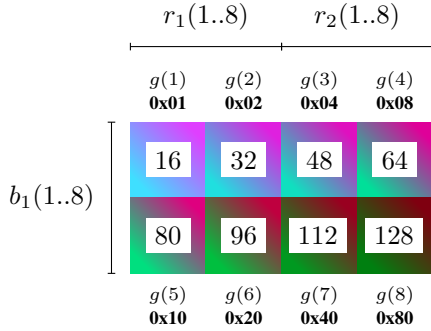 r₁(1..8) r₂(1..8)
g(1) g(2) g(3) g(4)
0x01 0x02 0x04 0x08
16 32 48 64
b₁(1..8)
80 96 112 128
g(5) g(6) g(7) g(8)
0x10 0x20 0x40 0x80